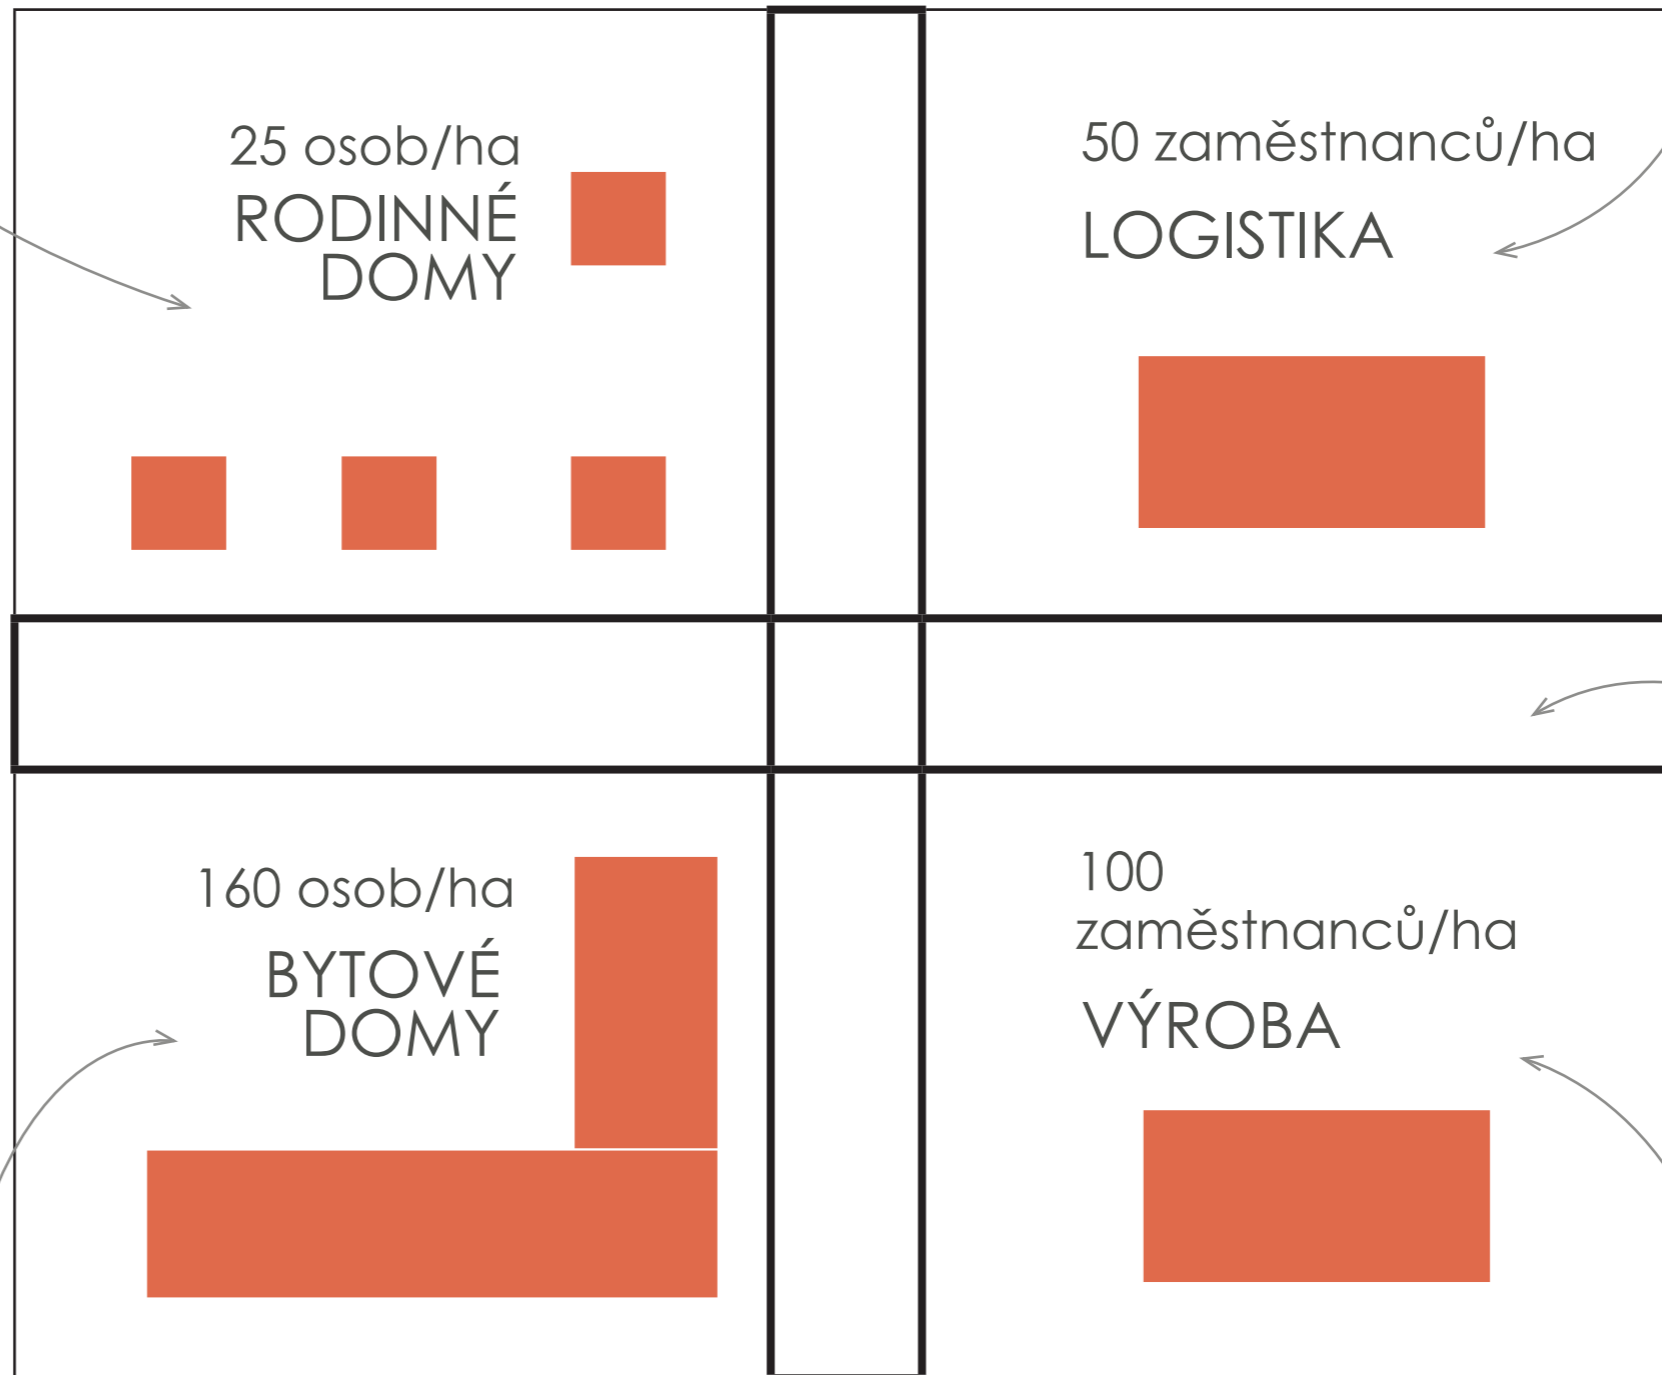 25 osob/ha
RODINNÉ
DOMY
50 zaměstnanců/ha
LOGISTIKA
160 osob/ha
BYTOVÉ
DOMY
100
zaměstnanců/ha
VÝROBA